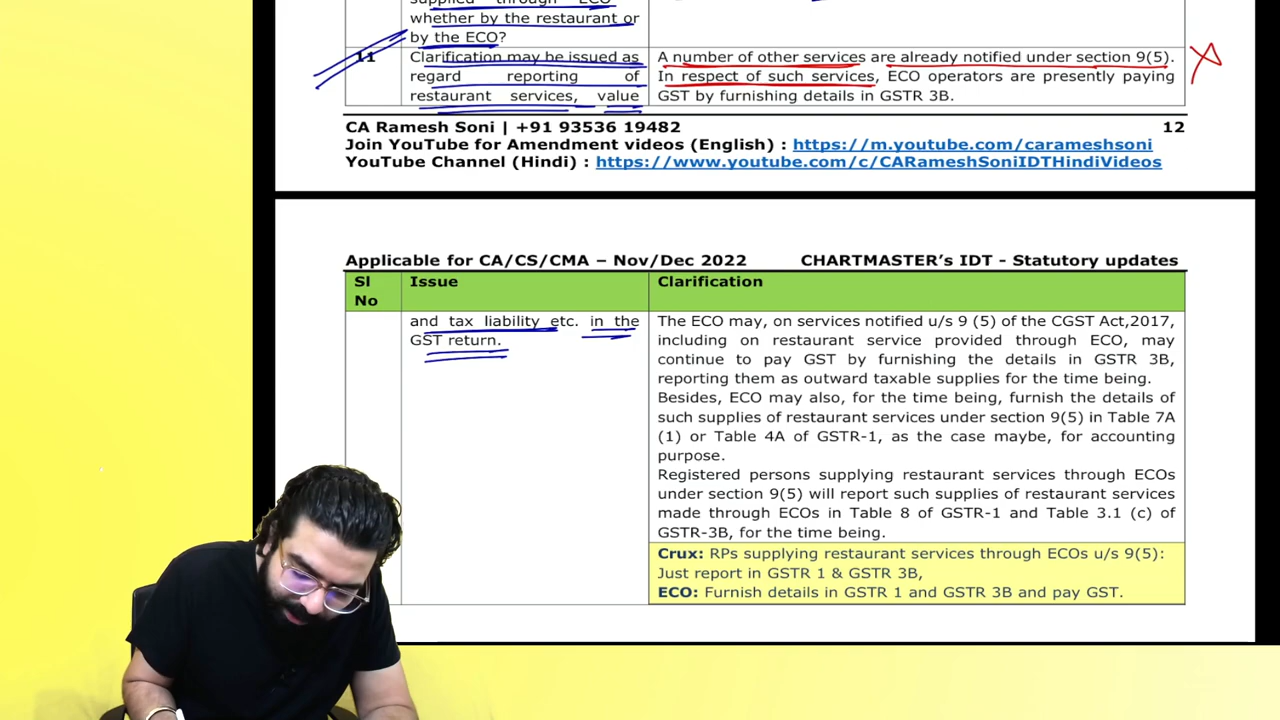 supplied through ECO
whether by the restaurant or
by the ECO?
11
Clarification may be issued as
regard reporting of
restaurant services, value
A number of other services are already notified under section 9(5).
In respect of such services, ECO operators are presently paying
GST by furnishing details in GSTR 3B.
CA Ramesh Soni | +91 93536 19482
12
Join YouTube for Amendment videos (English) : https://m.youtube.com/carameshsoni
YouTube Channel (Hindi) : https://www.youtube.com/c/CARameshSoniIDTHindiVideos
Applicable for CA/CS/CMA – Nov/Dec 2022
CHARTMASTER's IDT - Statutory updates
Sl
No
Issue
Clarification
and tax liability etc. in the
GST return.
The ECO may, on services notified u/s 9 (5) of the CGST Act,2017,
including on restaurant service provided through ECO, may
continue to pay GST by furnishing the details in GSTR 3B,
reporting them as outward taxable supplies for the time being.
Besides, ECO may also, for the time being, furnish the details of
such supplies of restaurant services under section 9(5) in Table 7A
(1) or Table 4A of GSTR-1, as the case maybe, for accounting
purpose.
Registered persons supplying restaurant services through ECOs
under section 9(5) will report such supplies of restaurant services
made through ECOs in Table 8 of GSTR-1 and Table 3.1 (c) of
GSTR-3B, for the time being.
Crux: RPs supplying restaurant services through ECOs u/s 9(5):
Just report in GSTR 1 & GSTR 3B,
ECO: Furnish details in GSTR 1 and GSTR 3B and pay GST.